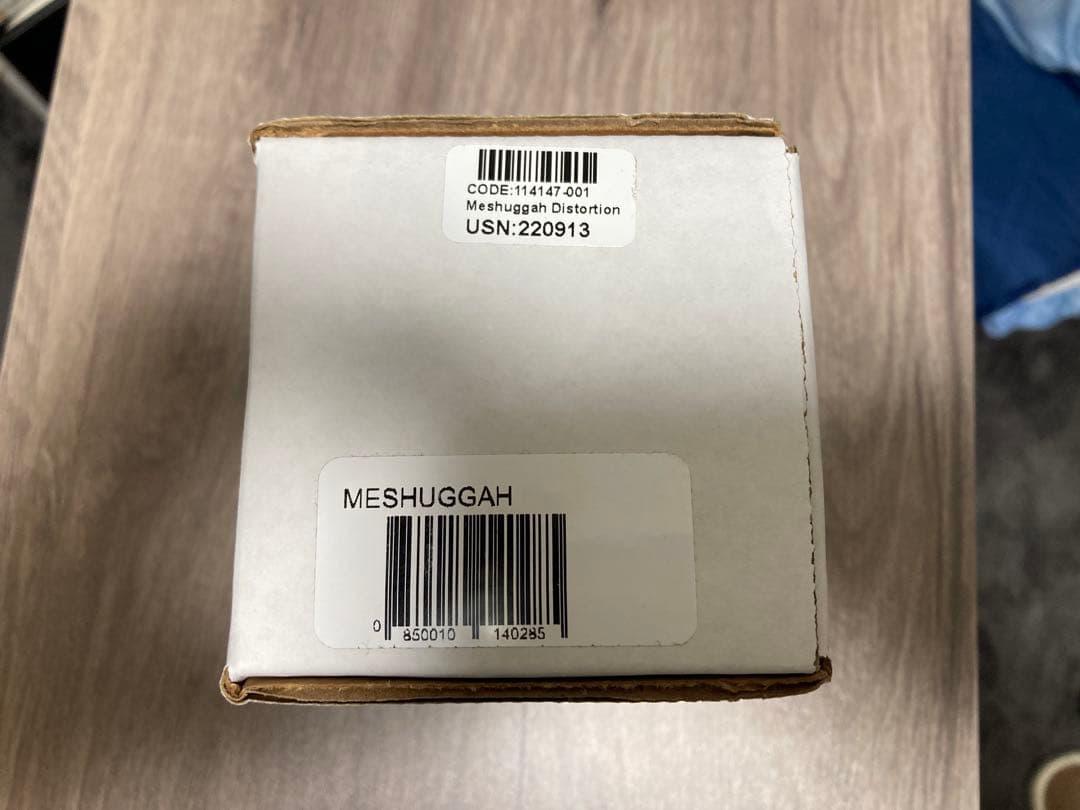 CODE:114147-001
Meshuggah Distortion
USN:220913
MESHUGGAH
0 850010 140285